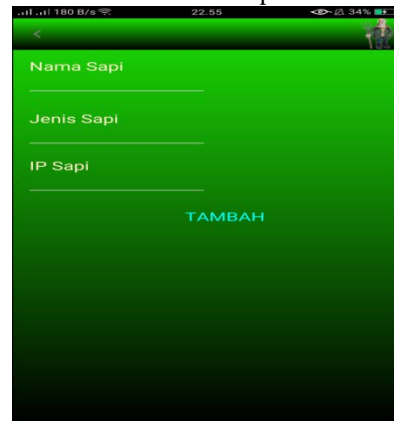 180 B/s 22.55 34%
<
Nama Sapi
Jenis Sapi
IP Sapi
TAMBAH